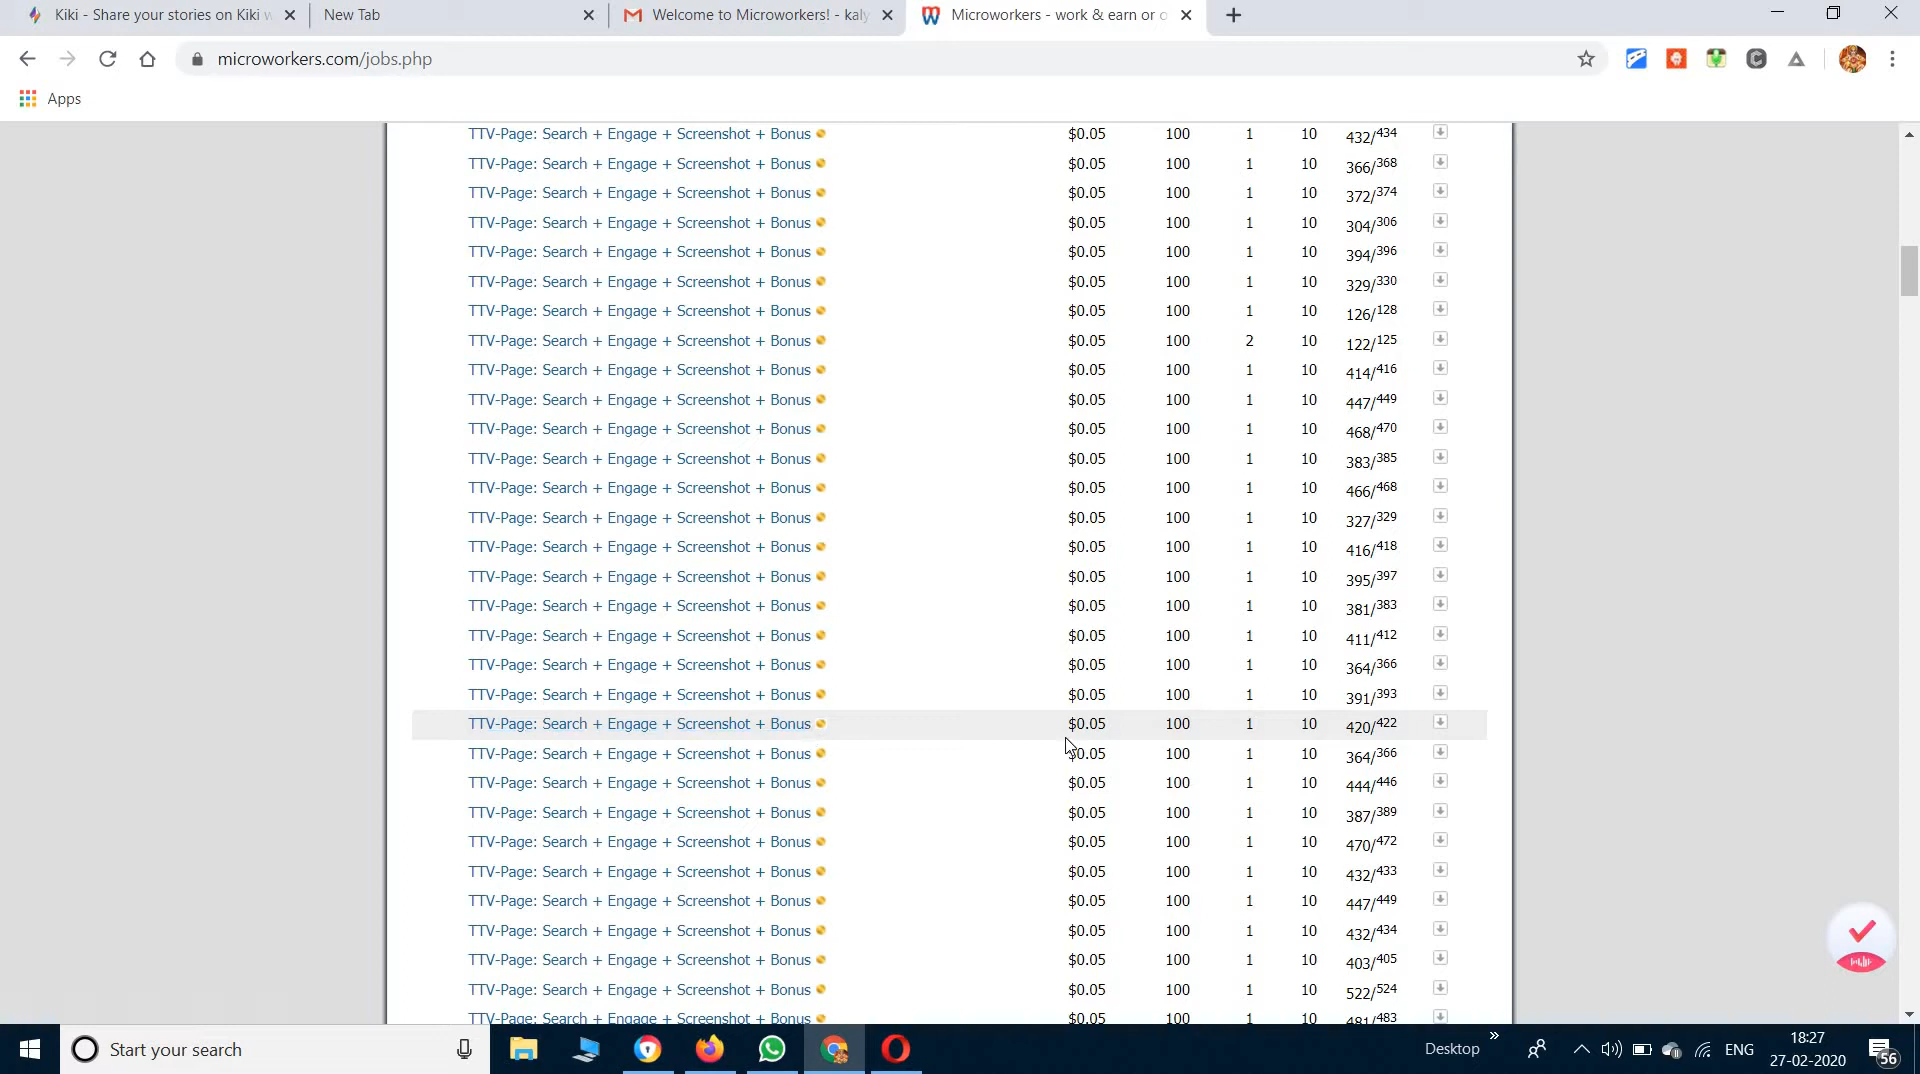 Kiki - Share your stories on Kiki w
New Tab
Welcome to Microworkers! - kaly
Microworkers - work & earn or o
microworkers.com/jobs.php
Apps
TTV-Page: Search + Engage + Screenshot + Bonus $0.05 100 1 10 432/434
TTV-Page: Search + Engage + Screenshot + Bonus $0.05 100 1 10 366/368
TTV-Page: Search + Engage + Screenshot + Bonus $0.05 100 1 10 372/374
TTV-Page: Search + Engage + Screenshot + Bonus $0.05 100 1 10 304/306
TTV-Page: Search + Engage + Screenshot + Bonus $0.05 100 1 10 394/396
TTV-Page: Search + Engage + Screenshot + Bonus $0.05 100 1 10 329/330
TTV-Page: Search + Engage + Screenshot + Bonus $0.05 100 1 10 126/128
TTV-Page: Search + Engage + Screenshot + Bonus $0.05 100 2 10 122/125
TTV-Page: Search + Engage + Screenshot + Bonus $0.05 100 1 10 414/416
TTV-Page: Search + Engage + Screenshot + Bonus $0.05 100 1 10 447/449
TTV-Page: Search + Engage + Screenshot + Bonus $0.05 100 1 10 468/470
TTV-Page: Search + Engage + Screenshot + Bonus $0.05 100 1 10 383/385
TTV-Page: Search + Engage + Screenshot + Bonus $0.05 100 1 10 466/468
TTV-Page: Search + Engage + Screenshot + Bonus $0.05 100 1 10 327/329
TTV-Page: Search + Engage + Screenshot + Bonus $0.05 100 1 10 416/418
TTV-Page: Search + Engage + Screenshot + Bonus $0.05 100 1 10 395/397
TTV-Page: Search + Engage + Screenshot + Bonus $0.05 100 1 10 381/383
TTV-Page: Search + Engage + Screenshot + Bonus $0.05 100 1 10 411/412
TTV-Page: Search + Engage + Screenshot + Bonus $0.05 100 1 10 364/366
TTV-Page: Search + Engage + Screenshot + Bonus $0.05 100 1 10 391/393
TTV-Page: Search + Engage + Screenshot + Bonus $0.05 100 1 10 420/422
TTV-Page: Search + Engage + Screenshot + Bonus $0.05 100 1 10 364/366
TTV-Page: Search + Engage + Screenshot + Bonus $0.05 100 1 10 444/446
TTV-Page: Search + Engage + Screenshot + Bonus $0.05 100 1 10 387/389
TTV-Page: Search + Engage + Screenshot + Bonus $0.05 100 1 10 470/472
TTV-Page: Search + Engage + Screenshot + Bonus $0.05 100 1 10 432/433
TTV-Page: Search + Engage + Screenshot + Bonus $0.05 100 1 10 447/449
TTV-Page: Search + Engage + Screenshot + Bonus $0.05 100 1 10 432/434
TTV-Page: Search + Engage + Screenshot + Bonus $0.05 100 1 10 403/405
TTV-Page: Search + Engage + Screenshot + Bonus $0.05 100 1 10 522/524
TTV-Page: Search + Engage + Screenshot + Bonus $0.05 100 1 10 481/483
Start your search
Desktop
ENG
18:27
27-02-2020
56